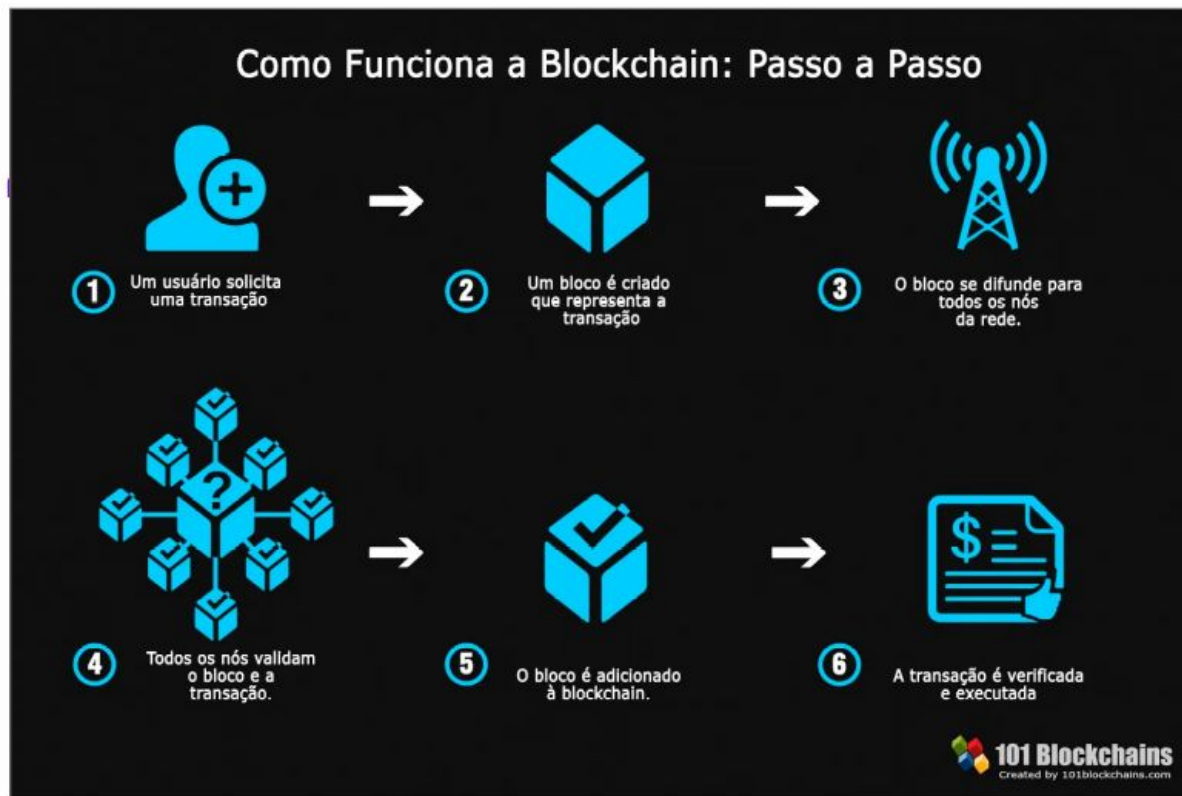 Como Funciona a Blockchain: Passo a Passo
1
Um usuário solicita
uma transação
2
Um bloco é criado
que representa a
transação
3
O bloco se difunde para
todos os nós
da rede.
?
4
Todos os nós validam
o bloco e a
transação.
5
O bloco é adicionado
à blockchain.
$
6
A transação é verificada
e executada
101 Blockchains
Created by 101blockchains.com